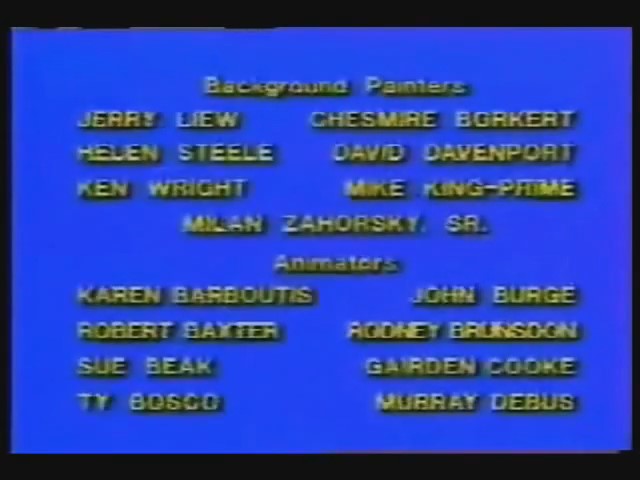 Background Painters
JERRY LIEW CHESMIRE BORKERT
HELEN STEELE DAVID DAVENPORT
KEN WRIGHT MIKE KING-PRIME
MILAN ZAHORSKY, SR.
Animators
KAREN BARBOUTIS JOHN BURGE
ROBERT BAXTER RODNEY BRUNSDON
SUE BEAK GAIRDEN COOKE
TY BOSCO MURRAY DEBUS